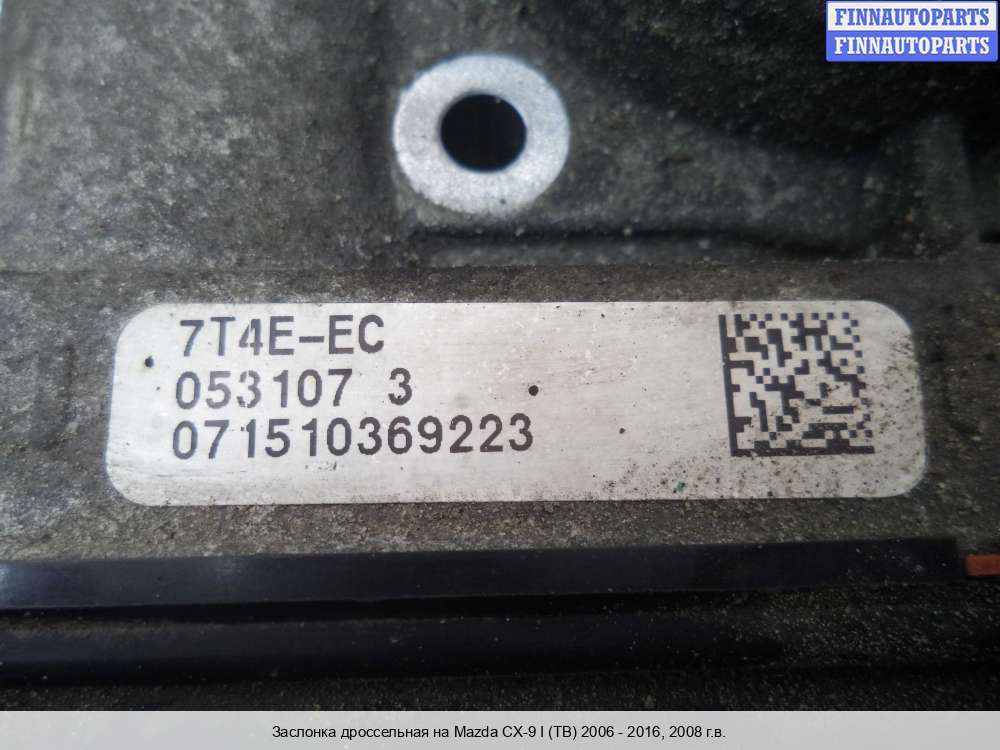 FINNAUTOPARTS
FINNAUTOPARTS
7T4E-EC
053107 3
071510369223
Заслонка дроссельная на Mazda CX-9 I (TB) 2006 - 2016, 2008 г.в.